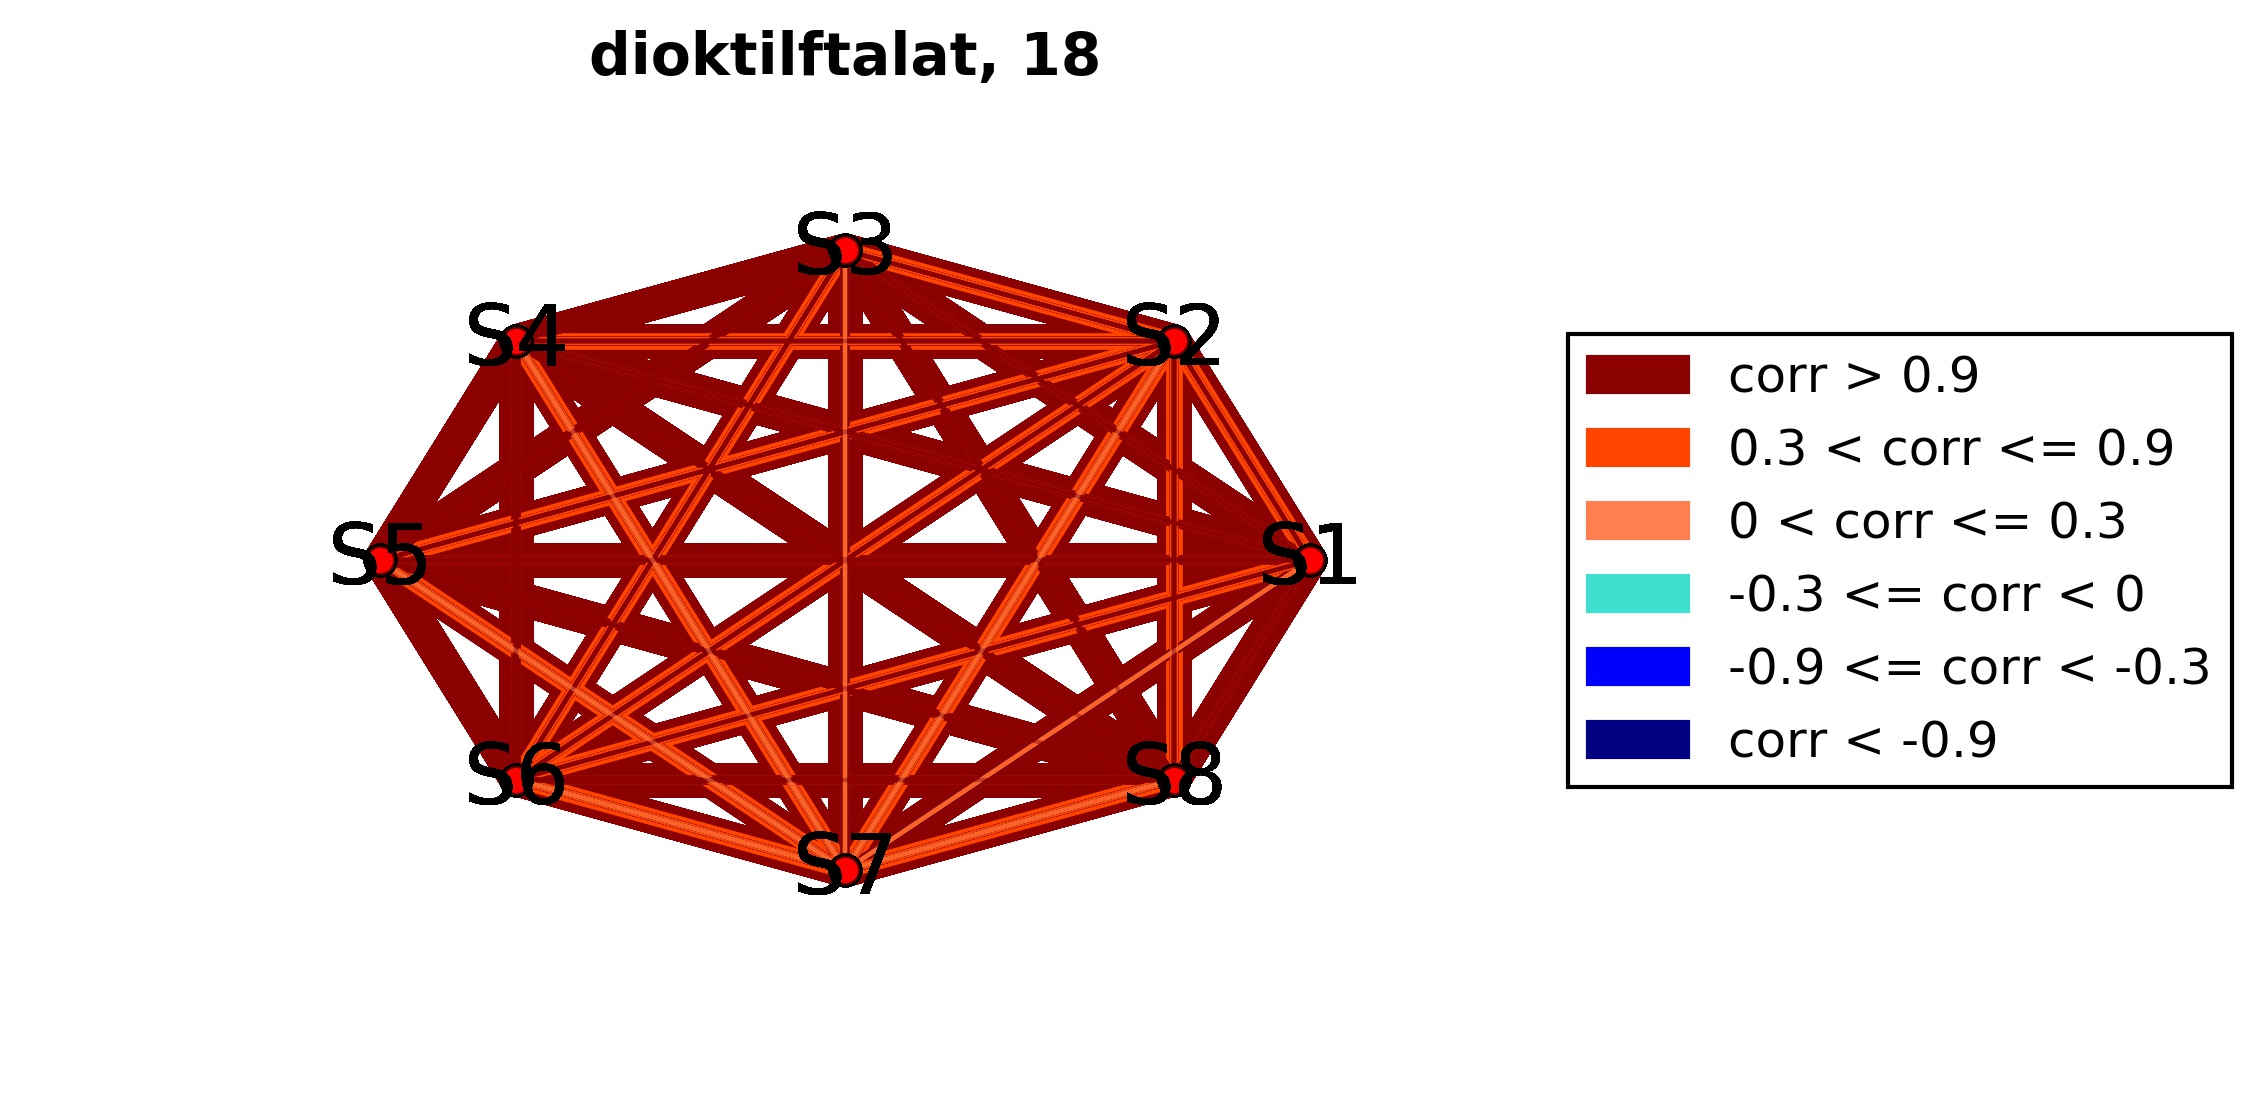 dioktilftalat, 18
S3
S4
S2
S5
S1
S6
S8
S7
corr > 0.9
0.3 < corr <= 0.9
0 < corr <= 0.3
-0.3 <= corr < 0
-0.9 <= corr < -0.3
corr < -0.9